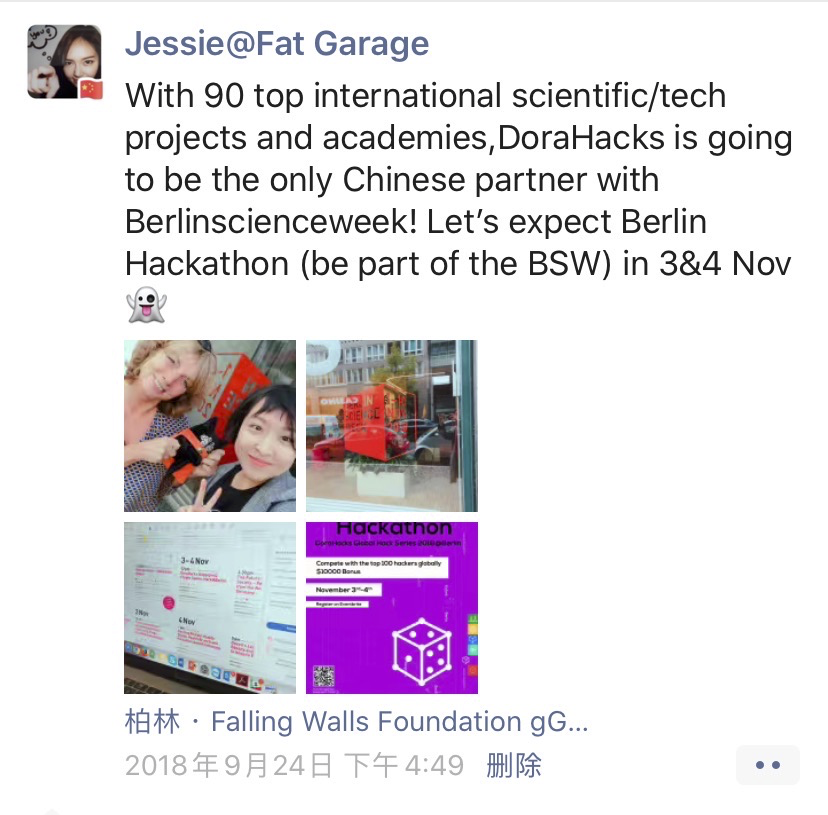 you?
Jessie@Fat Garage
With 90 top international scientific/tech
projects and academies,DoraHacks is going
to be the only Chinese partner with
Berlinscienceweek! Let’s expect Berlin
Hackathon (be part of the BSW) in 3&4 Nov
👻
3-4 Nov
4 Nov
Hackathon
DoraHacks Global Hack Series 2018@Berlin
Compete with the top 100 hackers globally
$10000 Bonus
November 3rd-4th
Register on Eventbrite
柏林 · Falling Walls Foundation gG...
2018年9月24日 下午4:49 删除